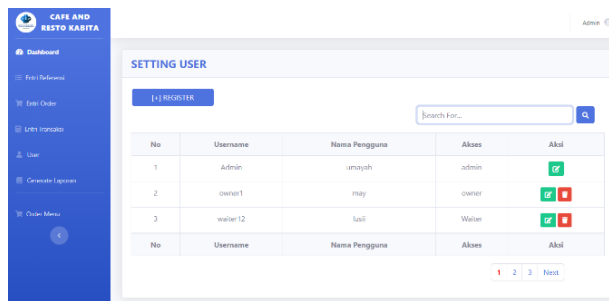 CAFE AND
RESTO KABITA
Admin
Dashboard
Entri Referensi
Entri Order
Entri Transaksi
User
Generate Laporan
Order Menu
SETTING USER
[+] REGISTER
Search For...
No Username Nama Pengguna Akses Aksi
1 Admin umayah admin
2 owner1 may owner
3 waiter12 lusii Waiter
No Username Nama Pengguna Akses Aksi
1 2 3 Next